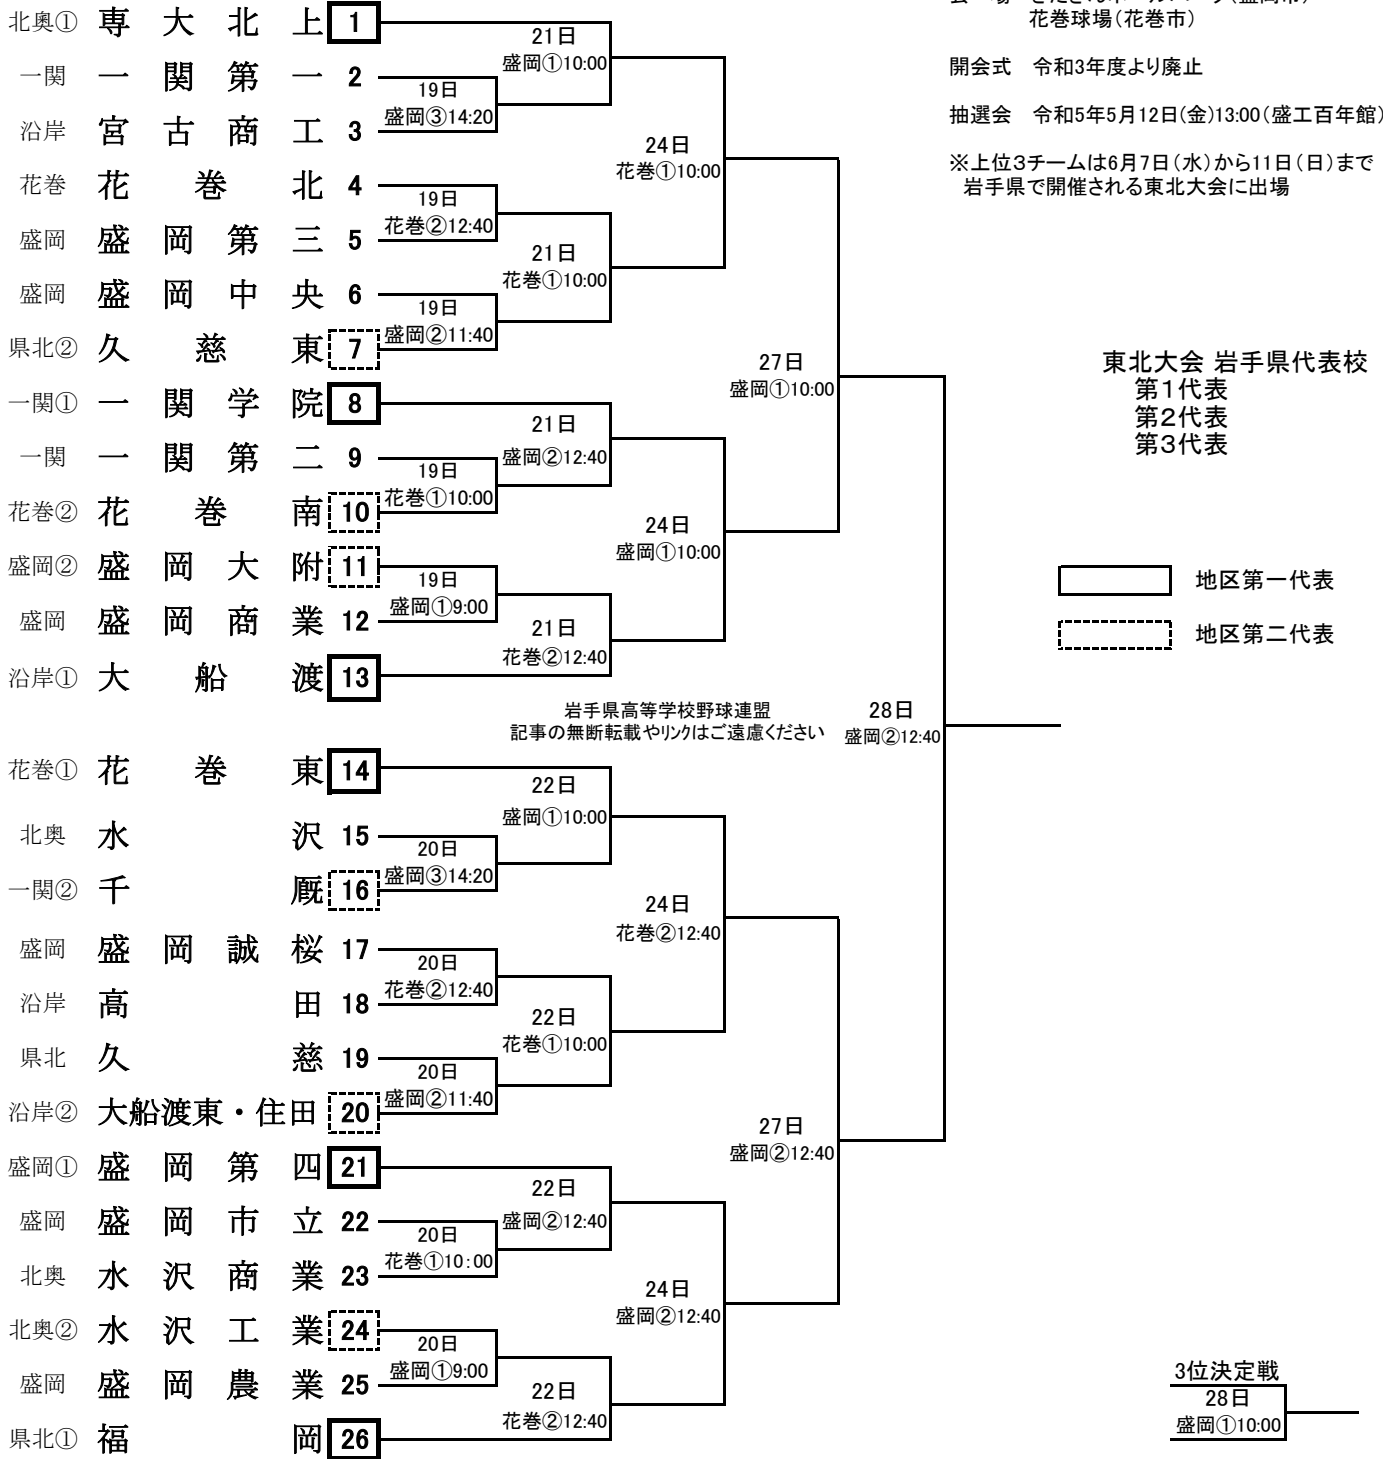 花巻球場(花巻市)
開会式 令和3年度より廃止
抽選会 令和5年5月12日(金)13:00(盛工百年館)
※上位3チームは6月7日(水)から11日(日)まで
岩手県で開催される東北大会に出場
北奥① 専大北上 1
一関 一関第一 2
沿岸 宮古商工 3
花巻 花巻北 4
盛岡 盛岡第三 5
盛岡 盛岡中央 6
県北② 久慈東 7
一関① 一関学院 8
一関 一関第二 9
花巻② 花巻南 10
盛岡② 盛岡大附 11
盛岡 盛岡商業 12
沿岸① 大船渡 13
花巻① 花巻東 14
北奥 水沢 15
一関② 千厩 16
盛岡 盛岡誠桜 17
沿岸 高田 18
県北 久慈 19
沿岸② 大船渡東・住田 20
盛岡① 盛岡第四 21
盛岡 盛岡市立 22
北奥 水沢商業 23
北奥② 水沢工業 24
盛岡 盛岡農業 25
県北① 福岡 26
19日
盛岡③14:20
19日
花巻②12:40
19日
盛岡②11:40
19日
花巻①10:00
19日
盛岡①9:00
20日
盛岡③14:20
20日
花巻②12:40
20日
盛岡②11:40
20日
花巻①10:00
20日
盛岡①9:00
21日
盛岡①10:00
21日
花巻①10:00
21日
盛岡②12:40
21日
花巻②12:40
22日
盛岡①10:00
22日
花巻①10:00
22日
盛岡②12:40
22日
花巻②12:40
24日
花巻①10:00
24日
盛岡①10:00
24日
花巻②12:40
24日
盛岡②12:40
27日
盛岡①10:00
27日
盛岡②12:40
28日
盛岡②12:40
岩手県高等学校野球連盟
記事の無断転載やリンクはご遠慮ください
東北大会 岩手県代表校
第1代表
第2代表
第3代表
地区第一代表
地区第二代表
3位決定戦
28日
盛岡①10:00